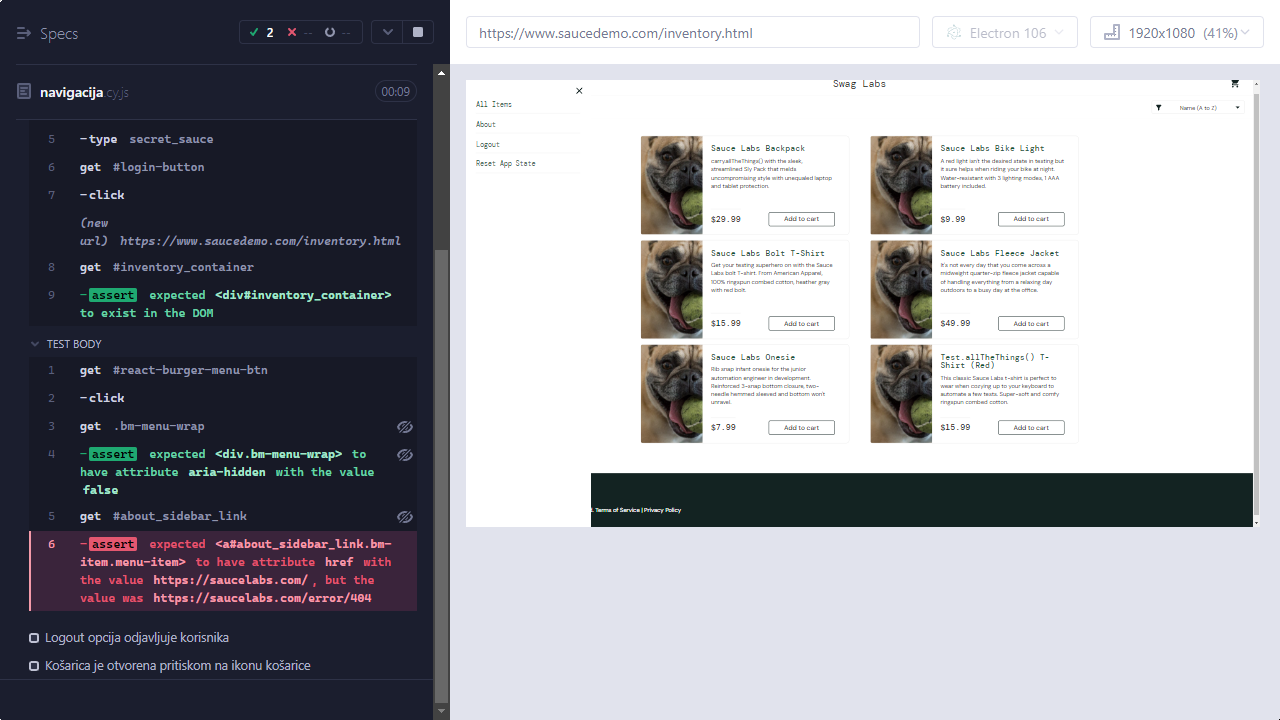 Specs
2 -- --
navigacija.cy.js 00:09
5 -type secret_sauce
6 get #login-button
7 -click
(new
url) https://www.saucedemo.com/inventory.html
8 get #inventory_container
9 -assert expected <div#inventory_container>
to exist in the DOM
TEST BODY
1 get #react-burger-menu-btn
2 -click
3 get .bm-menu-wrap
4 -assert expected <div.bm-menu-wrap> to
have attribute aria-hidden with the value
false
5 get #about_sidebar_link
6 -assert expected <a#about_sidebar_link.bm-
item.menu-item> to have attribute href with
the value https://saucelabs.com/, but the
value was https://saucelabs.com/error/404
Logout opcija odjavljuje korisnika
Košarica je otvorena pritiskom na ikonu košarice
https://www.saucedemo.com/inventory.html
Electron 106
1920x1080 (41%)
Swag Labs
Name (A to Z)
All Items
About
Logout
Reset App State
Sauce Labs Backpack
carry.allTheThings() with the sleek,
streamlined Sly Pack that melds
uncompromising style with unequaled laptop
and tablet protection.
$29.99 Add to cart
Sauce Labs Bike Light
A red light isn't the desired state in testing but
it sure helps when riding your bike at night.
Water-resistant with 3 lighting modes, 1 AAA
battery included.
$9.99 Add to cart
Sauce Labs Bolt T-Shirt
Get your testing superhero on with the Sauce
Labs bolt T-shirt. From American Apparel,
100% ringspun combed cotton, heather gray
with red bolt.
$15.99 Add to cart
Sauce Labs Fleece Jacket
It's not every day that you come across a
midweight quarter-zip fleece jacket capable
of handling everything from a relaxing day
outdoors to a busy day at the office.
$49.99 Add to cart
Sauce Labs Onesie
Rib snap infant onesie for the junior
automation engineer in development.
Reinforced 3-snap bottom closure, two-
needle hemmed sleeved and bottom won't
unravel.
$7.99 Add to cart
Test.allTheThings() T-
Shirt (Red)
This classic Sauce Labs t-shirt is perfect to
wear when cozying up to your keyboard to
automate a few tests. Super-soft and comfy
ringspun combed cotton.
$15.99 Add to cart
Terms of Service | Privacy Policy